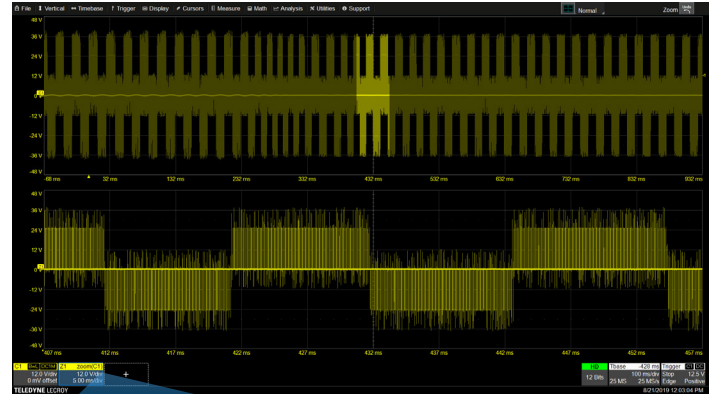 File Vertical Timebase Trigger Display Cursors Measure Math Analysis Utilities Support Normal Zoom Undo
48 V
36 V
24 V
12 V
0 V
-12 V
-24 V
-36 V
-48 V
-68 ms 32 ms 132 ms 232 ms 332 ms 432 ms 532 ms 632 ms 732 ms 832 ms 932 ms
48 V
36 V
24 V
12 V
0 V
-12 V
-24 V
-36 V
-48 V
407 ms 412 ms 417 ms 422 ms 427 ms 432 ms 437 ms 442 ms 447 ms 452 ms 457 ms
C1 BwL DC1M Z1 zoom(C1) HD Tbase -428 ms Trigger C1 DC
12.0 V/div 12.0 V/div 12 Bits 100 ms/div Stop 12.5 V
0 mV offset 5.00 ms/div 25 MS 25 MS/s Edge Positive
TELEDYNE LECROY 8/21/2019 12:03:04 PM